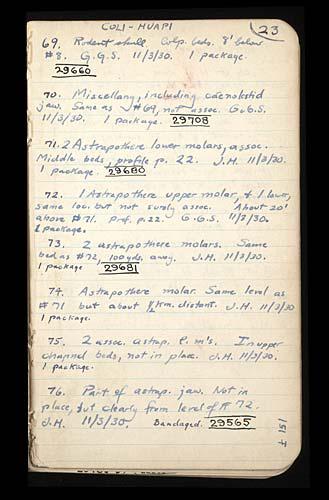 COLI-HUAPI
23
69. Rodent skull. Colp. beds. 8' below
#8. G.G.S. 11/3/30. 1 package.
29660
70. Miscellany, including caenolestid
jaw. Same as #69, not assoc. G.G.S.
11/3/30. 1 package. 29708
71. 2 Astrapothere lower molars, assoc.
Middle beds, profile p. 22. J.H. 11/3/30.
1 package. 29680
72. 1 Astrapothere upper molar, & 1 lower,
same loc. but not surely assoc. About 20'
above #71. Prof. p. 22. G.G.S. 11/3/30.
2 packages.
73. 2 astrapothere molars. Same
bed as #72, 100 yds. away. J.H. 11/3/30.
1 package 29681
74. Astrapothere molar. Same level as
#71 but about 1/2 km. distant. J.H. 11/3/30
1 package.
75. 2 assoc. astrap. P. m's. In upper
channel beds, not in place. J.H. 11/3/30.
1 package.
76. Part of astrap. jaw. Not in
place, but clearly from level of # 72.
J.H. 11/3/30. Bandaged. 29565